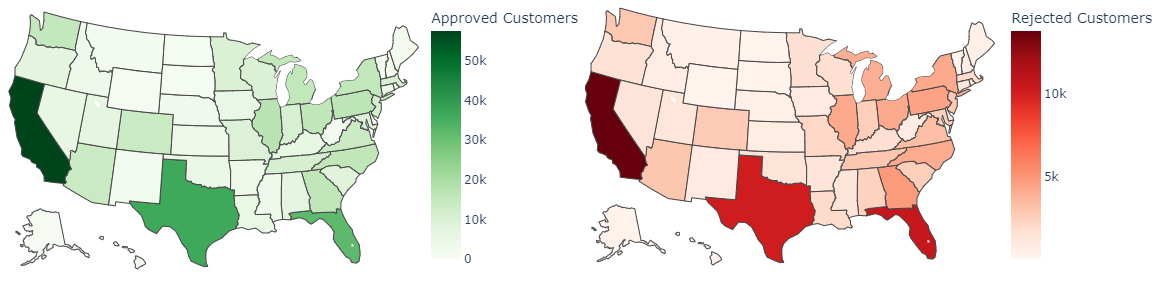 Approved Customers
50k
40k
30k
20k
10k
0
Rejected Customers
10k
5k